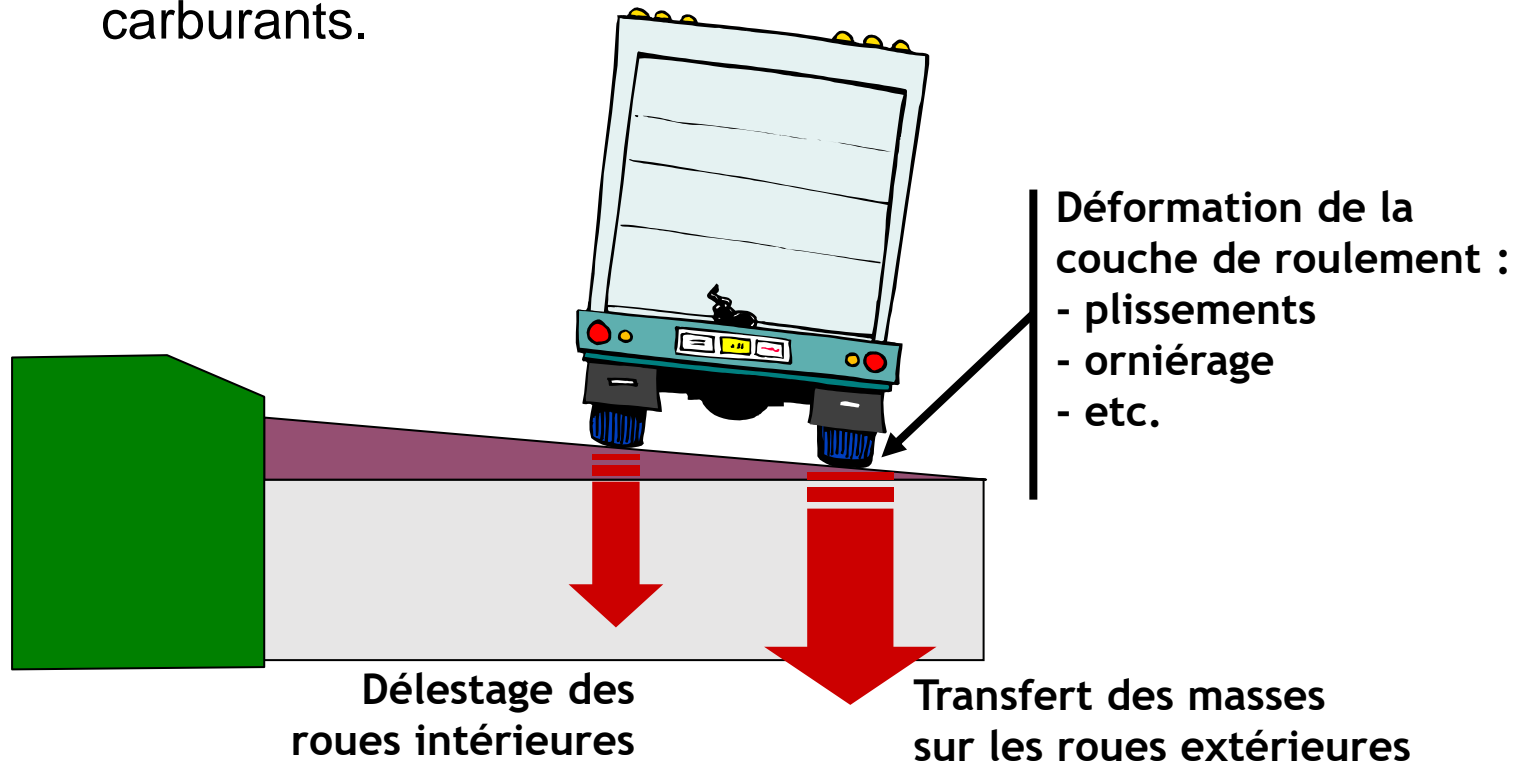 carburants.
Déformation de la
couche de roulement :
- plissements
- orniérage
- etc.
Délestage des
roues intérieures
Transfert des masses
sur les roues extérieures